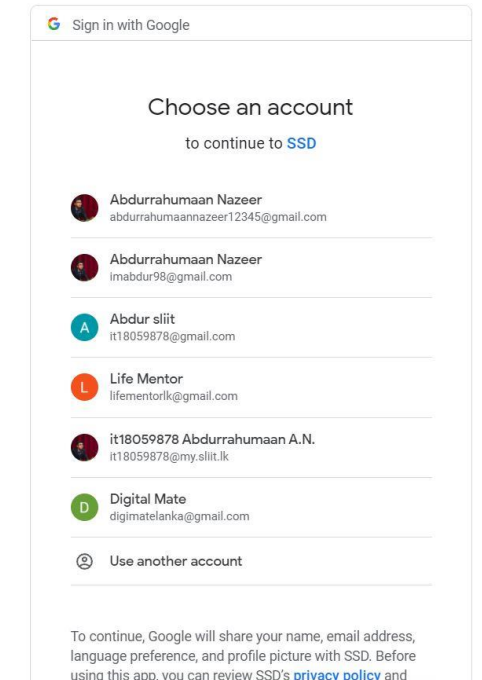 Sign in with Google
Choose an account
to continue to SSD
Abdurrahumaan Nazeer
abdurrahumaannazeer12345@gmail.com
Abdurrahumaan Nazeer
imabdur98@gmail.com
A
Abdur sliit
it18059878@gmail.com
L
Life Mentor
lifementorlk@gmail.com
it18059878 Abdurrahumaan A.N.
it18059878@my.sliit.lk
D
Digital Mate
digimatelanka@gmail.com
Use another account
To continue, Google will share your name, email address,
language preference, and profile picture with SSD. Before
using this app, you can review SSD's privacy policy and